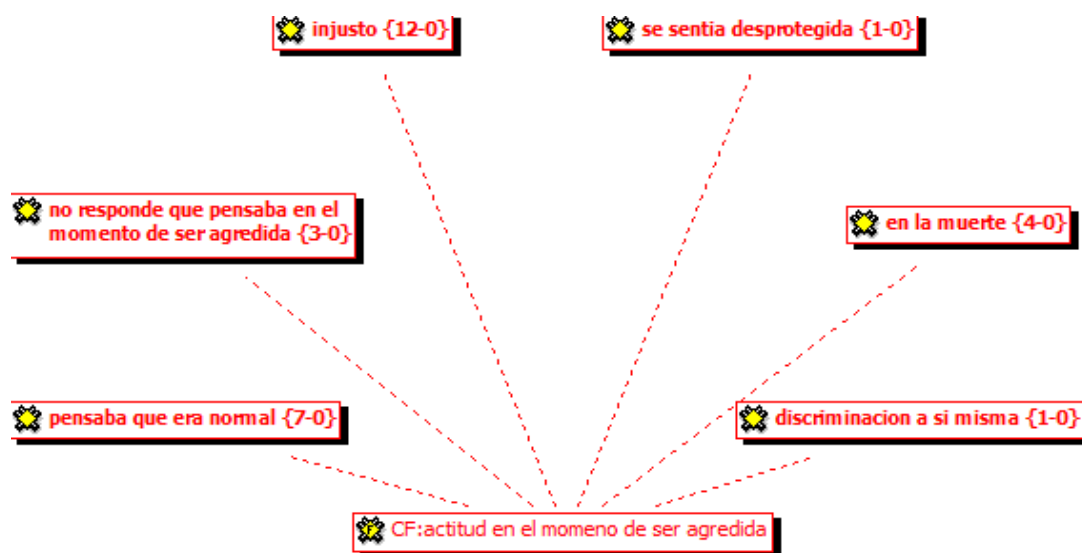 injusto {12-0}
se sentia desprotegida {1-0}
no responde que pensaba en el
momento de ser agredida {3-0}
en la muerte {4-0}
pensaba que era normal {7-0}
discriminacion a si misma {1-0}
CF:actitud en el momeno de ser agredida